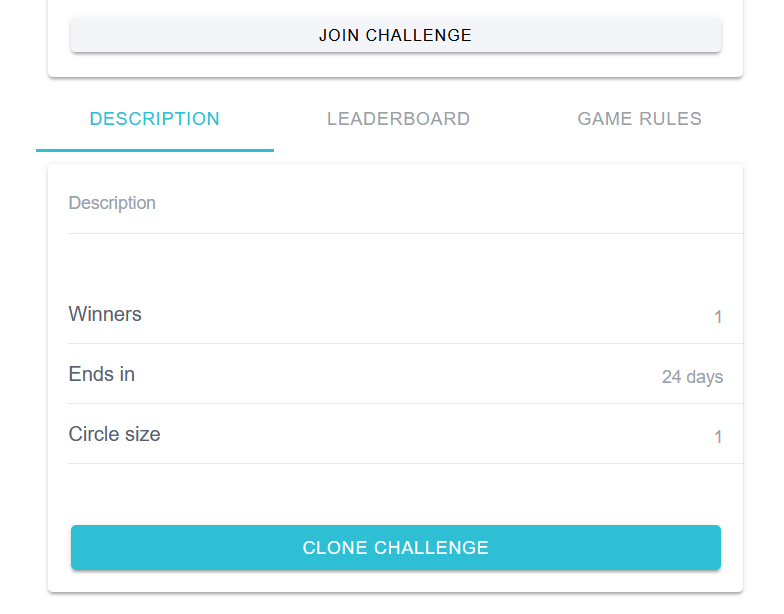 JOIN CHALLENGE
DESCRIPTION LEADERBOARD GAME RULES
Description
Winners 1
Ends in 24 days
Circle size 1
CLONE CHALLENGE